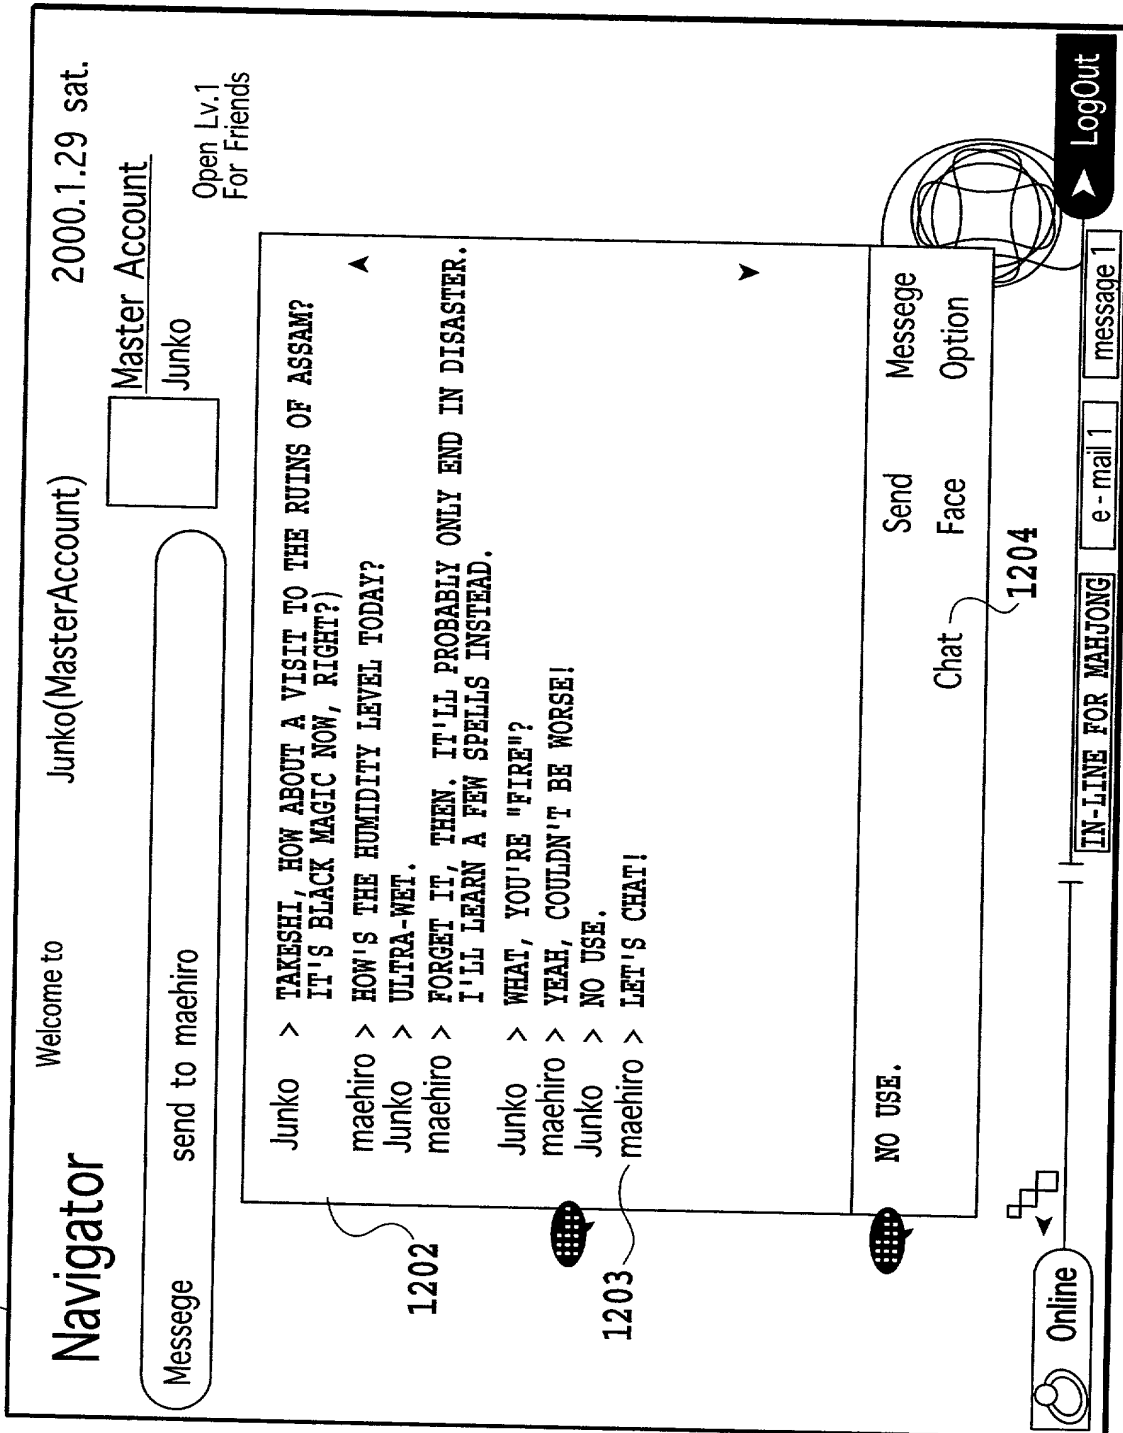 Navigator
Welcome to
Junko(MasterAccount)
2000.1.29 sat.
Messege
send to maehiro
Master Account
Junko
Open Lv.1
For Friends
Junko > TAKESHI, HOW ABOUT A VISIT TO THE RUINS OF ASSAM?
IT'S BLACK MAGIC NOW, RIGHT?)
maehiro > HOW'S THE HUMIDITY LEVEL TODAY?
Junko > ULTRA-WET.
maehiro > FORGET IT, THEN. IT'LL PROBABLY ONLY END IN DISASTER.
I'LL LEARN A FEW SPELLS INSTEAD.
Junko > WHAT, YOU'RE "FIRE"?
maehiro > YEAH, COULDN'T BE WORSE!
Junko > NO USE.
maehiro > LET'S CHAT!
1202
1203
NO USE.
Send
Messege
Chat
Face
Option
1204
Online
IN-LINE FOR MAHJONG
e - mail 1
message 1
LogOut